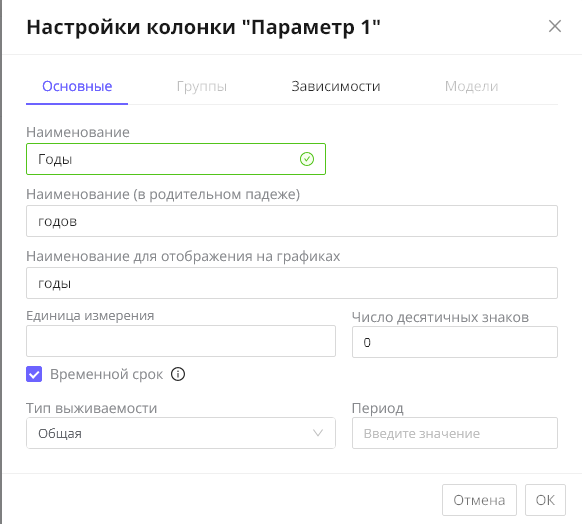 Настройки колонки "Параметр 1"
Основные Группы Зависимости Модели
Наименование
Годы
Наименование (в родительном падеже)
годов
Наименование для отображения на графиках
годы
Единица измерения Число десятичных знаков
0
Временной срок
Тип выживаемости Период
Общая Введите значение
Отмена ОК